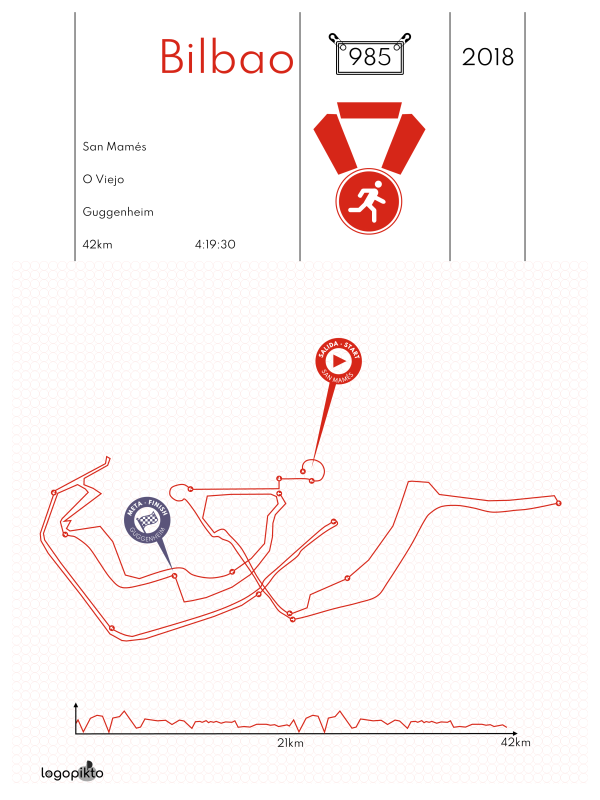 Bilbao
985
2018
San Mamés
O Viejo
Guggenheim
42km 4:19:30
SALIDA - START
SAN MAMÉS
META - FINISH
GUGGENHEIM
21km
42km
logopikto